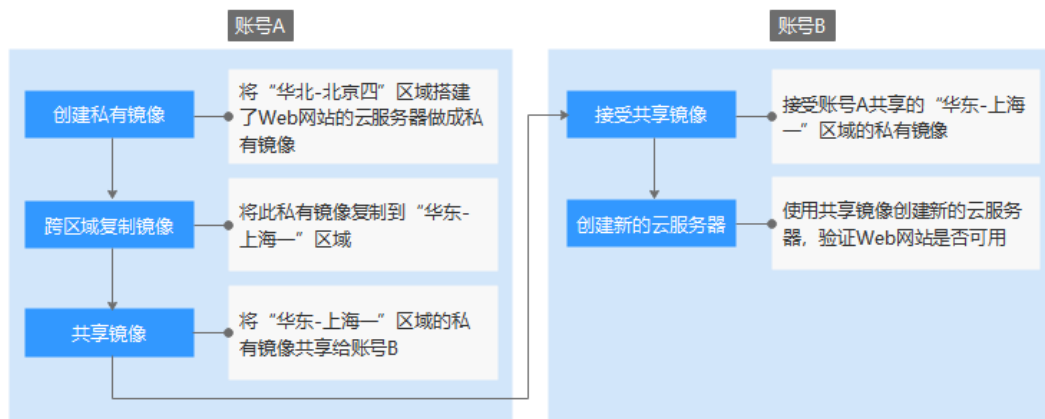 账号A
创建私有镜像
将“华北-北京四”区域搭建
了Web网站的云服务器做成私
有镜像
跨区域复制镜像
将此私有镜像复制到“华东-
上海一”区域
共享镜像
将“华东-上海一”区域的私
有镜像共享给账号B
账号B
接受共享镜像
接受账号A共享的“华东-上海
一”区域的私有镜像
创建新的云服务器
使用共享镜像创建新的云服务
器，验证Web网站是否可用